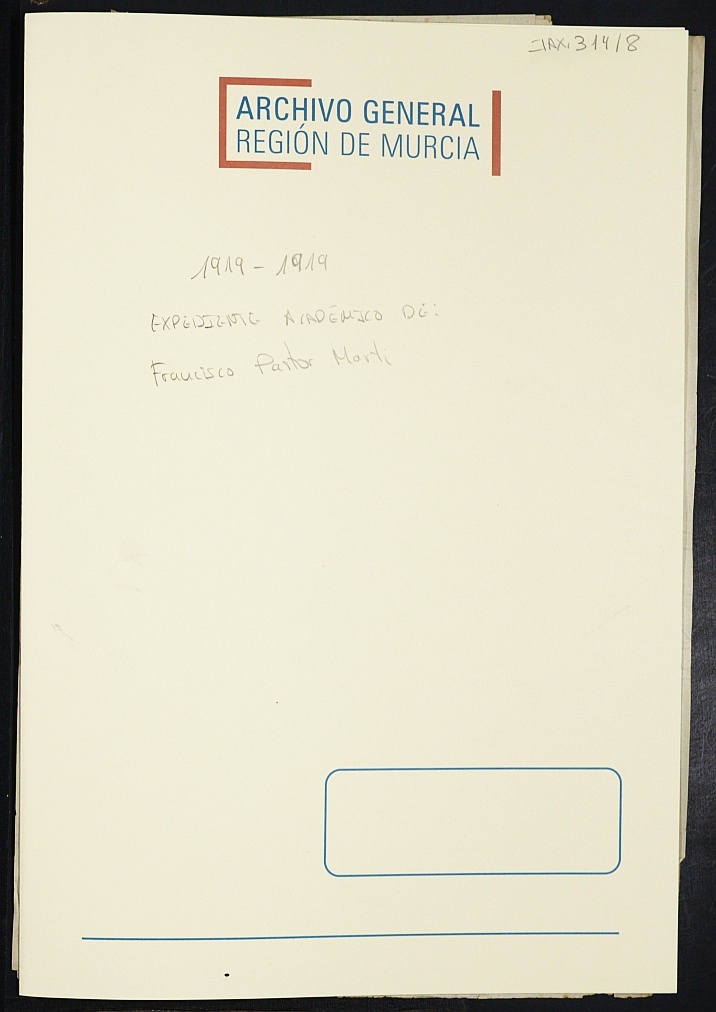 IAX, 314/8
ARCHIVO GENERAL
REGIÓN DE MURCIA
1919 - 1919
EXPEDIENTE ACADÉMICO DE:
Francisco Pastor Martí